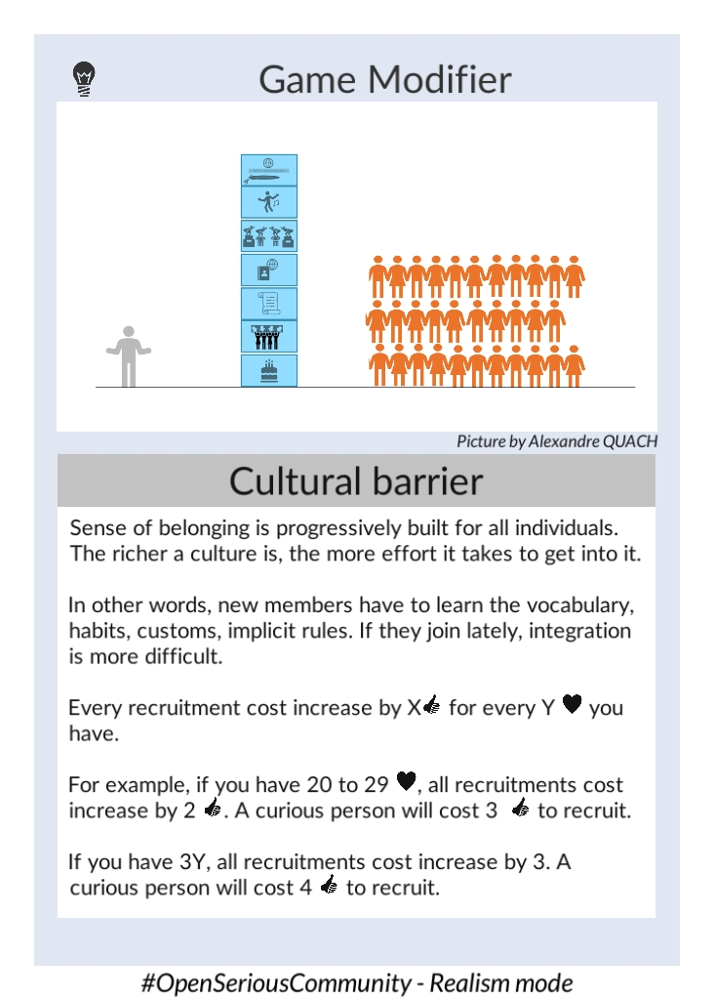 Game Modifier
Picture by Alexandre QUACH
Cultural barrier
Sense of belonging is progressively built for all individuals.
The richer a culture is, the more effort it takes to get into it.
In other words, new members have to learn the vocabulary,
habits, customs, implicit rules. If they join lately, integration
is more difficult.
Every recruitment cost increase by X👍 for every Y ♥ you
have.
For example, if you have 20 to 29 ♥, all recruitments cost
increase by 2 👍. A curious person will cost 3 👍 to recruit.
If you have 3Y, all recruitments cost increase by 3. A
curious person will cost 4 👍 to recruit.
#OpenSeriousCommunity - Realism mode